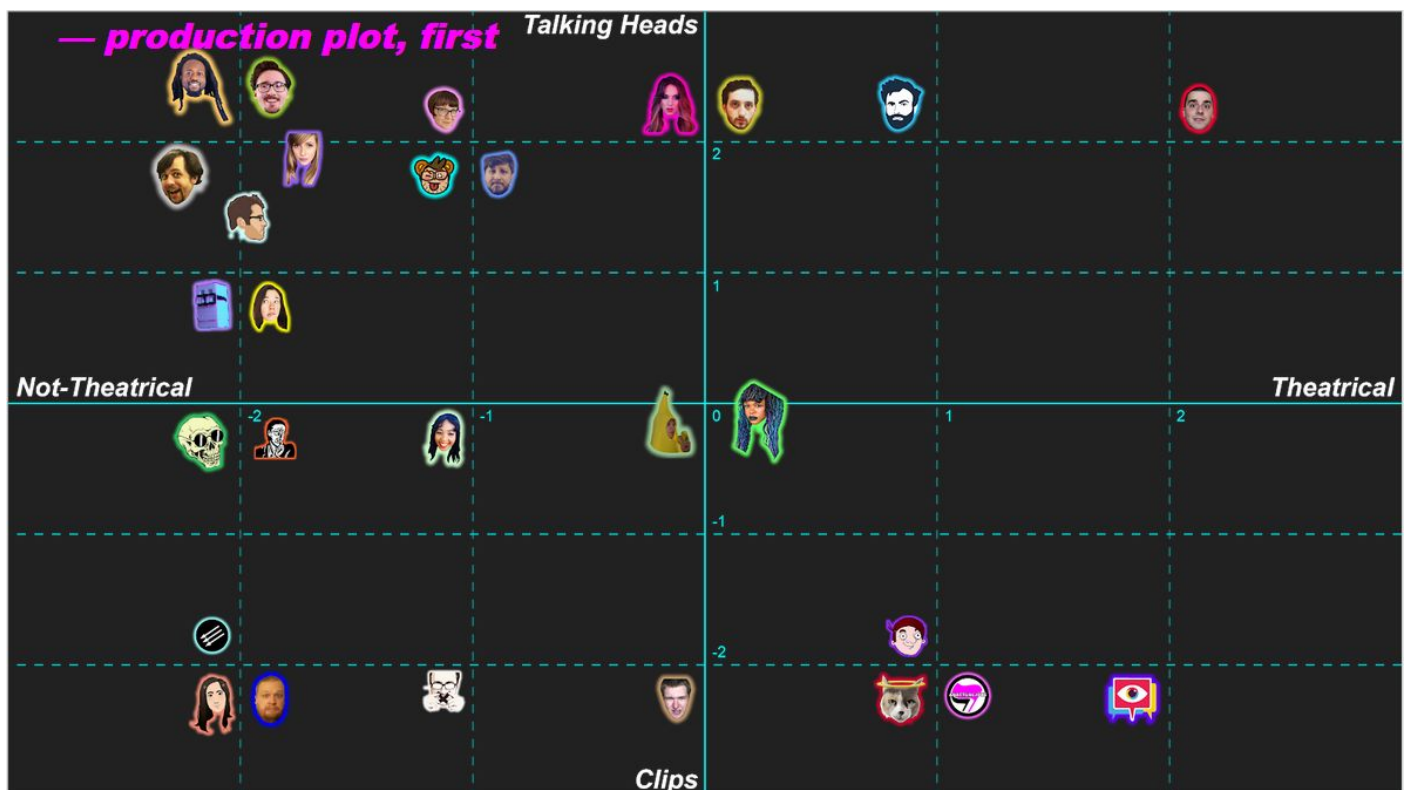 — production plot, first
Talking Heads
2
1
Not-Theatrical
Theatrical
-2
-1
0
1
2
-1
-2
Clips